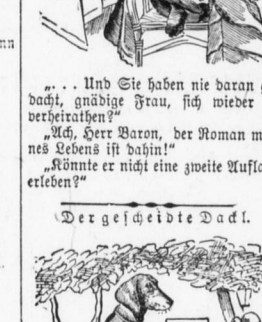 nn
„. . . Und Sie haben nie daran g
dacht, gnädige Frau, sich wieder
verheirathen?“
„Ach, Herr Baron, der Roman m
nes Lebens ist dahin!“
„Könnte er nicht eine zweite Aufla
erleben?“
Der gescheidte Dackl.